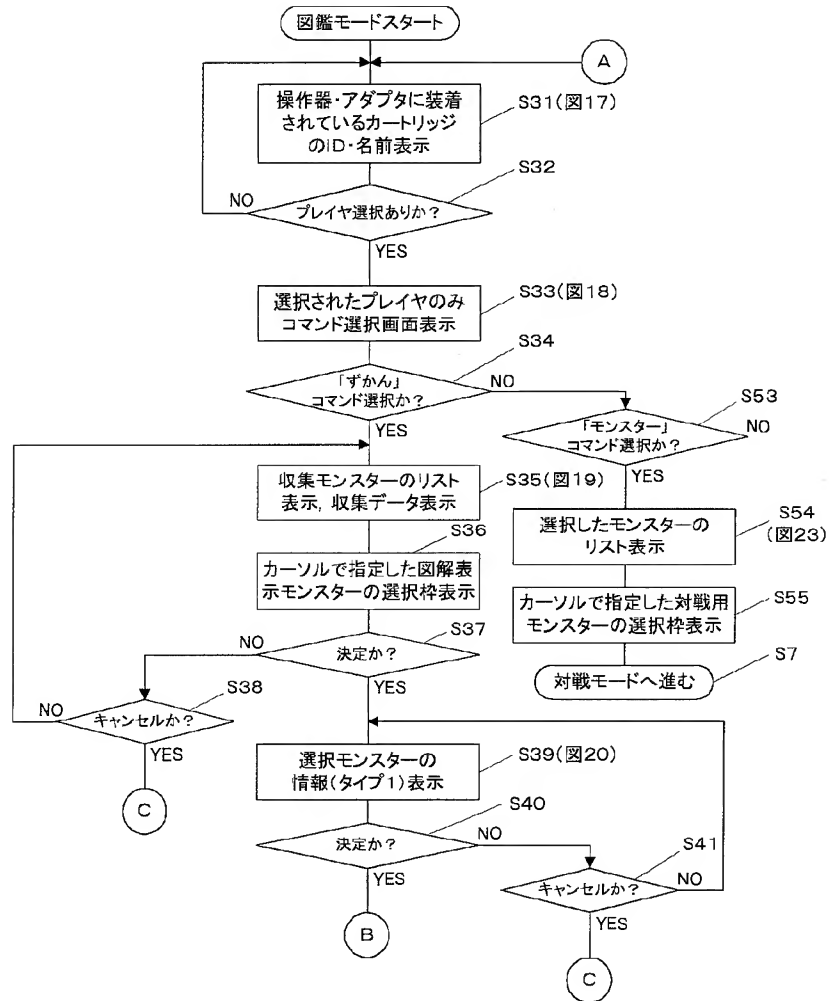 図鑑モードスタート
A
操作器・アダプタに装着
されているカートリッジ
のID・名前表示
S31(図17)
S32
NO
プレイヤ選択ありか?
YES
選択されたプレイヤのみ
コマンド選択画面表示
S33(図18)
S34
「ずかん」
コマンド選択か?
NO
YES
S53
「モンスター」
コマンド選択か?
NO
YES
収集モンスターのリスト
表示, 収集データ表示
S35(図19)
選択したモンスターの
リスト表示
S54
(図23)
S36
カーソルで指定した図解表
示モンスターの選択枠表示
カーソルで指定した対戦用
モンスターの選択枠表示
S55
S37
NO
決定か?
YES
対戦モードへ進む
S7
S38
NO
キャンセルか?
YES
C
選択モンスターの
情報(タイプ1)表示
S39(図20)
S40
決定か?
NO
YES
S41
キャンセルか?
NO
YES
B
C